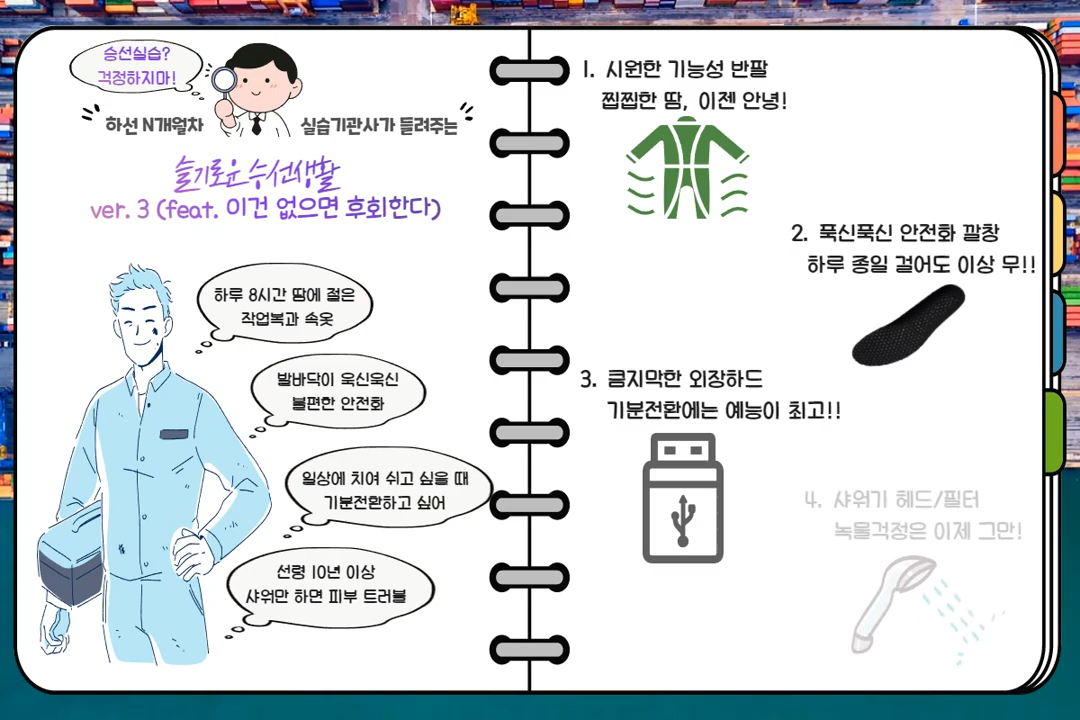 승선실습?
걱정하지마!
하선 N개월차 실습기관사가 들려주는
슬기로운 승선생활
ver. 3 (feat. 이건 없으면 후회한다)
하루 8시간 땀에 절은
작업복과 속옷
발바닥이 욱신욱신
불편한 안전화
일상에 치여 쉬고 싶을 때
기분전환하고 싶어
선령 10년 이상
샤워만 하면 피부 트러블
1. 시원한 기능성 반팔
찝찝한 땀, 이젠 안녕!
2. 푹신푹신 안전화 깔창
하루 종일 걸어도 이상 무!!
3. 큼지막한 외장하드
기분전환에는 예능이 최고!!
4. 샤워기 헤드/필터
녹물걱정은 이제 그만!